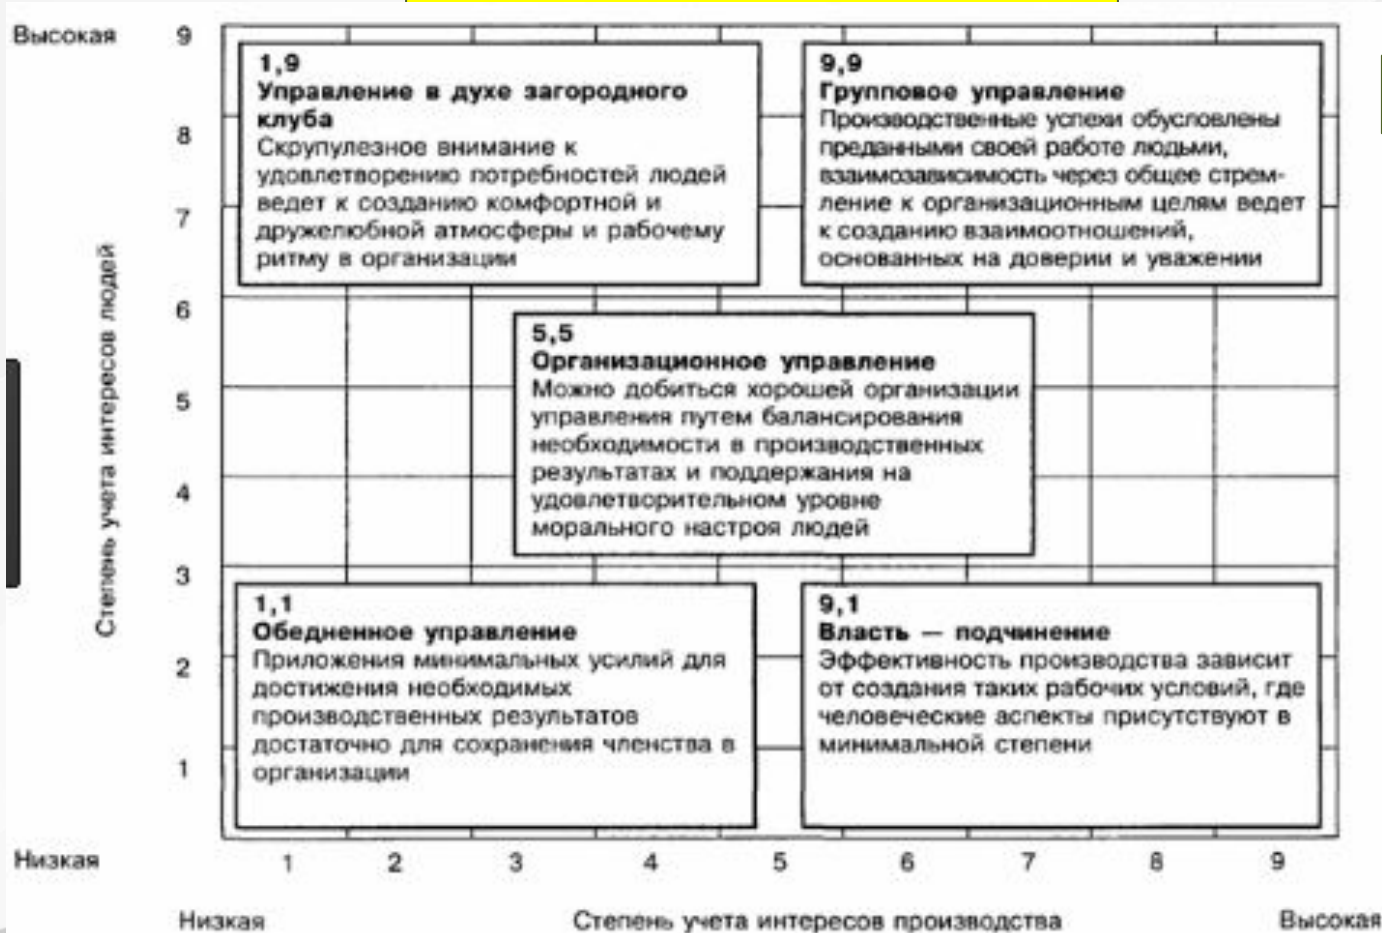 Высокая
9
8
7
6
5
4
3
2
1
Низкая
Степень учета интересов людей
1,9
Управление в духе загородного
клуба
Скрупулезное внимание к
удовлетворению потребностей людей
ведет к созданию комфортной и
дружелюбной атмосферы и рабочему
ритму в организации
9,9
Групповое управление
Производственные успехи обусловлены
преданными своей работе людьми,
взаимозависимость через общее стрем-
ление к организационным целям ведет
к созданию взаимоотношений,
основанных на доверии и уважении
5,5
Организационное управление
Можно добиться хорошей организации
управления путем балансирования
необходимости в производственных
результатах и поддержания на
удовлетворительном уровне
морального настроя людей
1,1
Обедненное управление
Приложения минимальных усилий для
достижения необходимых
производственных результатов
достаточно для сохранения членства в
организации
9,1
Власть — подчинение
Эффективность производства зависит
от создания таких рабочих условий, где
человеческие аспекты присутствуют в
минимальной степени
1 2 3 4 5 6 7 8 9
Низкая Степень учета интересов производства Высокая